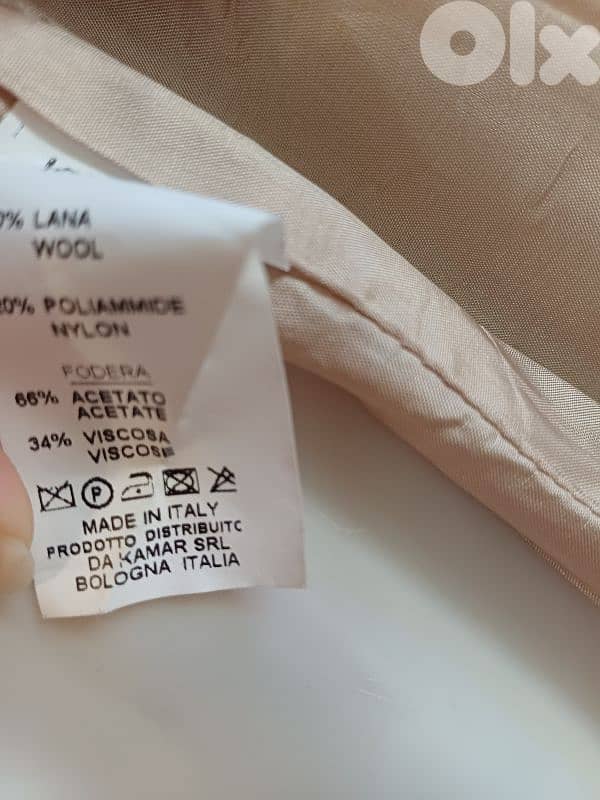 Olx
LANA
WOOL
POLIAMMIDE
NYLON
FODERA
66% ACETATO
ACETATE
34% VISCOSA
VISCOSE
P
MADE IN ITALY
PRODOTTO DISTRIBUITO
DA KAMAR SRL
BOLOGNA ITALIA